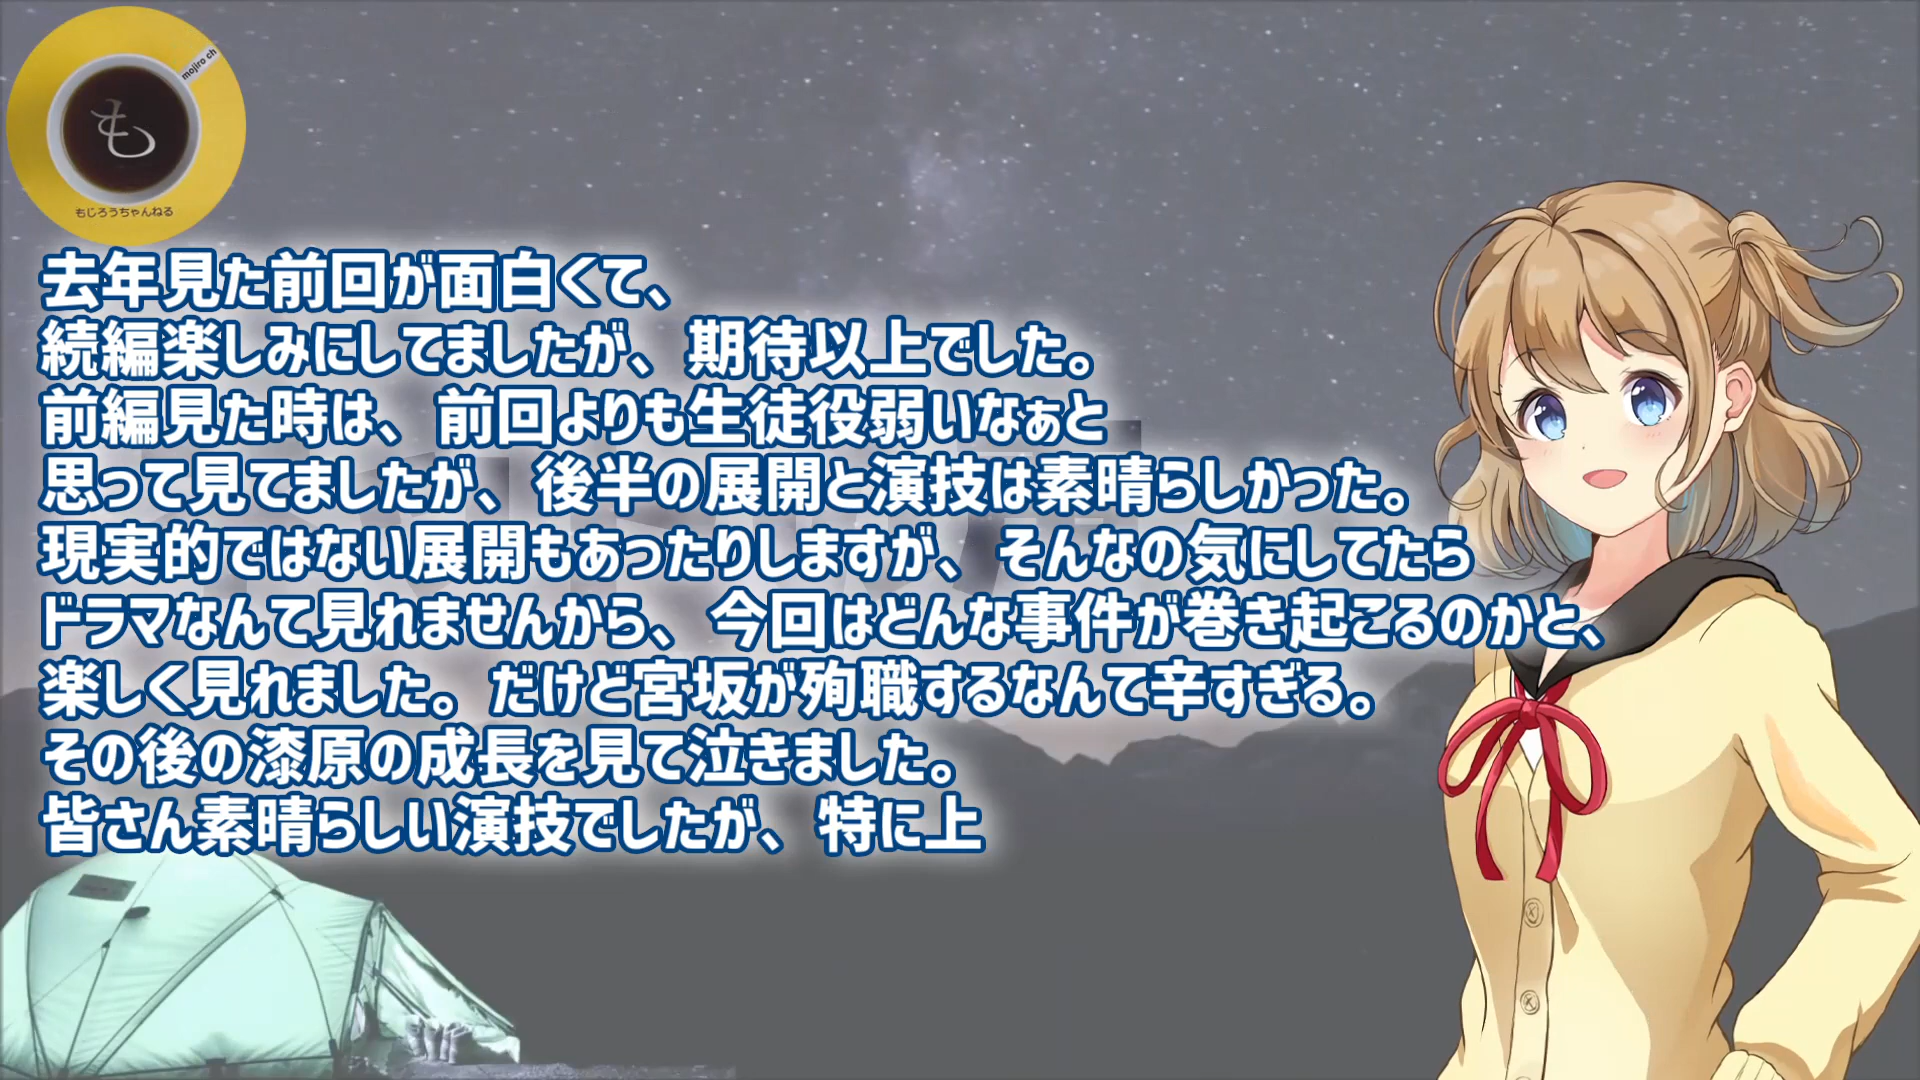 mojiro ch
も
もじろうちゃんねる
去年見た前回が面白くて、
続編楽しみにしてましたが、期待以上でした。
前編見た時は、前回よりも生徒役弱いなぁと
思って見てましたが、後半の展開と演技は素晴らしかった。
現実的ではない展開もあったりしますが、そんなの気にしてたら
ドラマなんて見れませんから、今回はどんな事件が巻き起こるのかと、
楽しく見れました。だけど宮坂が殉職するなんて辛すぎる。
その後の漆原の成長を見て泣きました。
皆さん素晴らしい演技でしたが、特に上